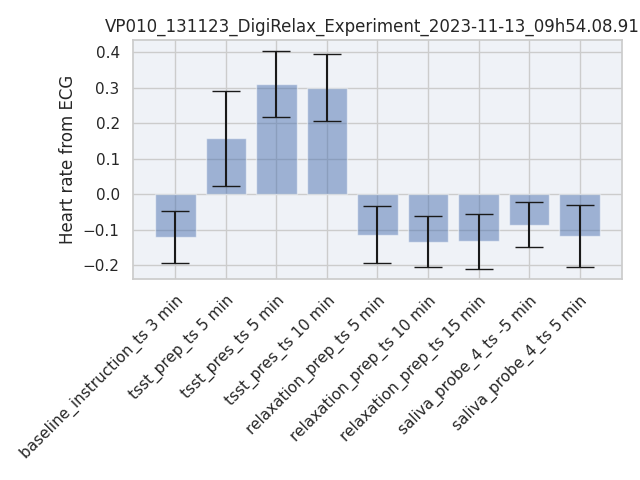 VP010_131123_DigiRelax_Experiment_2023-11-13_09h54.08.91
Heart rate from ECG
0.4
0.3
0.2
0.1
0.0
−0.1
−0.2
baseline_instruction_ts 3 min
tsst_prep_ts 5 min
tsst_pres_ts 5 min
tsst_pres_ts 10 min
relaxation_prep_ts 5 min
relaxation_prep_ts 10 min
relaxation_prep_ts 15 min
saliva_probe_4_ts -5 min
saliva_probe_4_ts 5 min